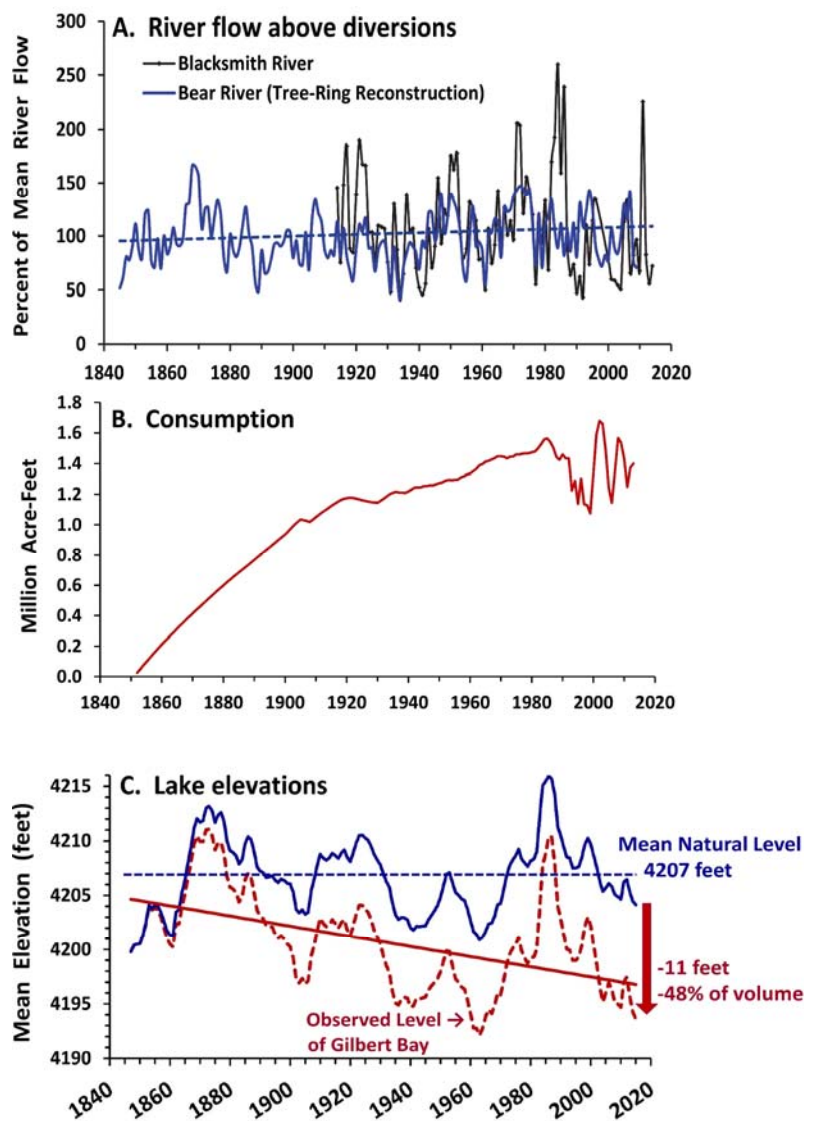 A. River flow above diversions
Blacksmith River
Bear River (Tree-Ring Reconstruction)
Percent of Mean River Flow
300
250
200
150
100
50
0
1840 1860 1880 1900 1920 1940 1960 1980 2000 2020
B. Consumption
Million Acre-Feet
1.8
1.6
1.4
1.2
1.0
0.8
0.6
0.4
0.2
0.0
1840 1860 1880 1900 1920 1940 1960 1980 2000 2020
C. Lake elevations
Mean Elevation (feet)
4215
4210
4205
4200
4195
4190
Mean Natural Level
4207 feet
-11 feet
-48% of volume
Observed Level →
of Gilbert Bay
1840 1860 1880 1900 1920 1940 1960 1980 2000 2020